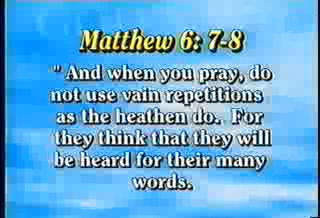 Matthew 6: 7-8
" And when you pray, do
not use vain repetitions
as the heathen do.  For
they think that they will
be heard for their many
words.